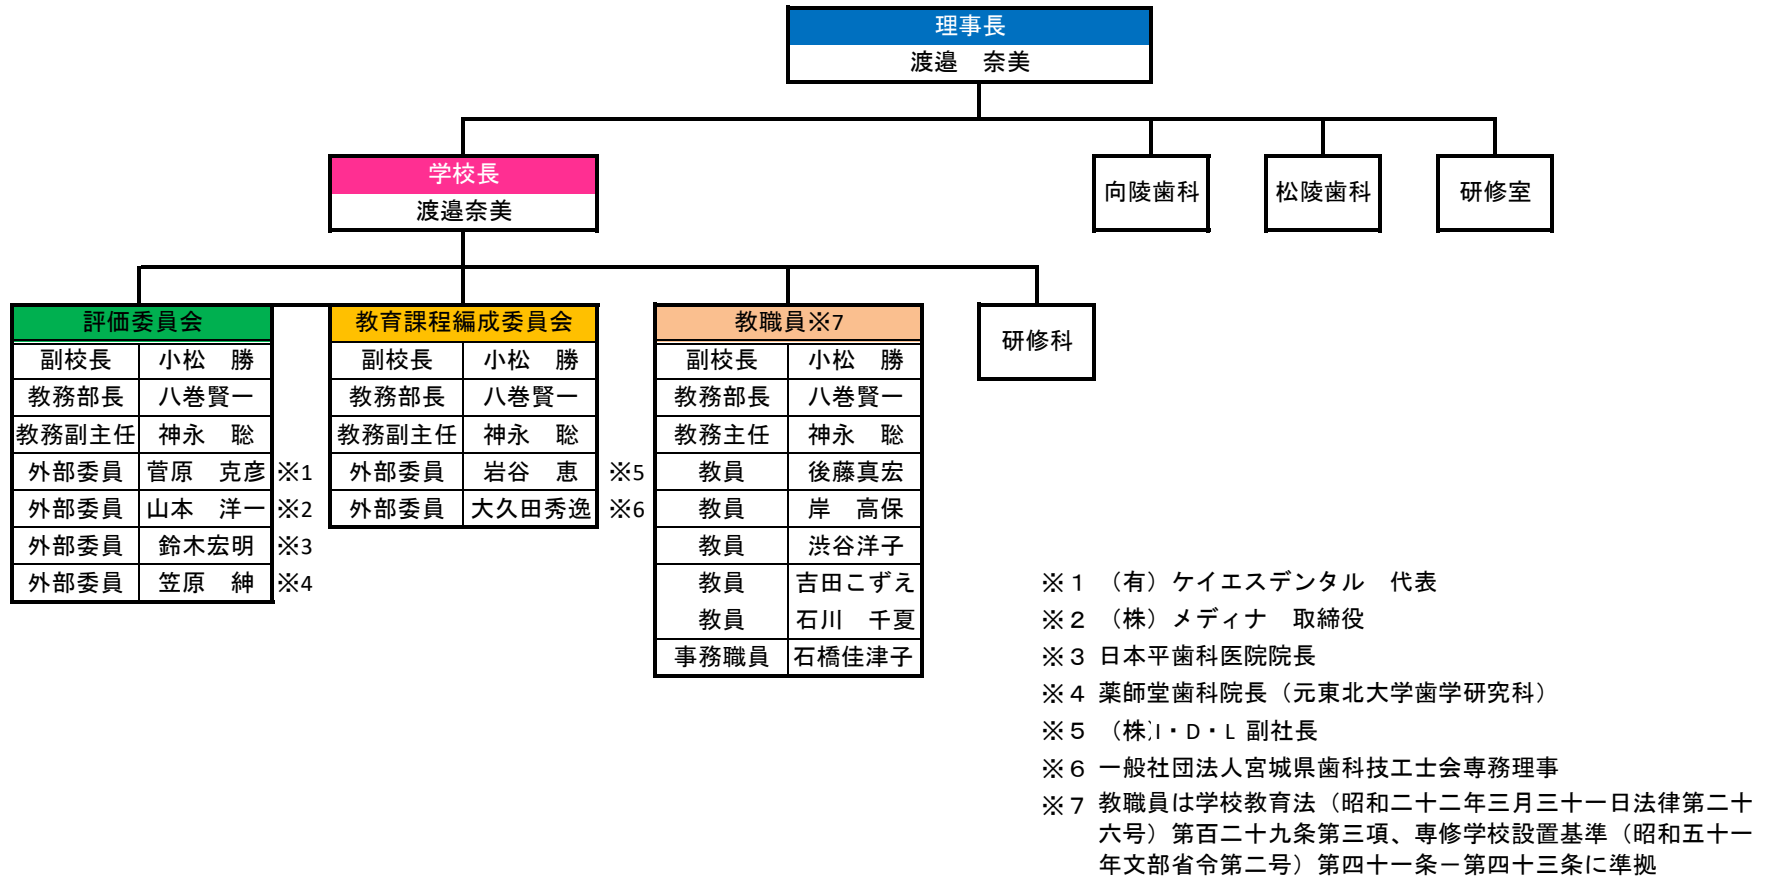 理事長
渡邉　奈美
学校長
渡邉奈美
向陵歯科
松陵歯科
研修室
評価委員会
副校長 小松　勝
教務部長 八巻賢一
教務副主任 神永　聡
外部委員 菅原　克彦 ※1
外部委員 山本　洋一 ※2
外部委員 鈴木宏明 ※3
外部委員 笠原　紳 ※4
教育課程編成委員会
副校長 小松　勝
教務部長 八巻賢一
教務副主任 神永　聡
外部委員 岩谷　恵 ※5
外部委員 大久田秀逸 ※6
教職員※7
副校長 小松　勝
教務部長 八巻賢一
教務主任 神永　聡
教員 後藤真宏
教員 岸　高保
教員 渋谷洋子
教員 吉田こずえ
教員 石川　千夏
事務職員 石橋佳津子
研修科
※１ （有）ケイエスデンタル　代表
※２ （株）メディナ　取締役
※３ 日本平歯科医院院長
※４ 薬師堂歯科院長（元東北大学歯学研究科）
※５ （株）I・D・L 副社長
※６ 一般社団法人宮城県歯科技工士会専務理事
※７ 教職員は学校教育法（昭和二十二年三月三十一日法律第二十
六号）第百二十九条第三項、専修学校設置基準（昭和五十一
年文部省令第二号）第四十一条－第四十三条に準拠